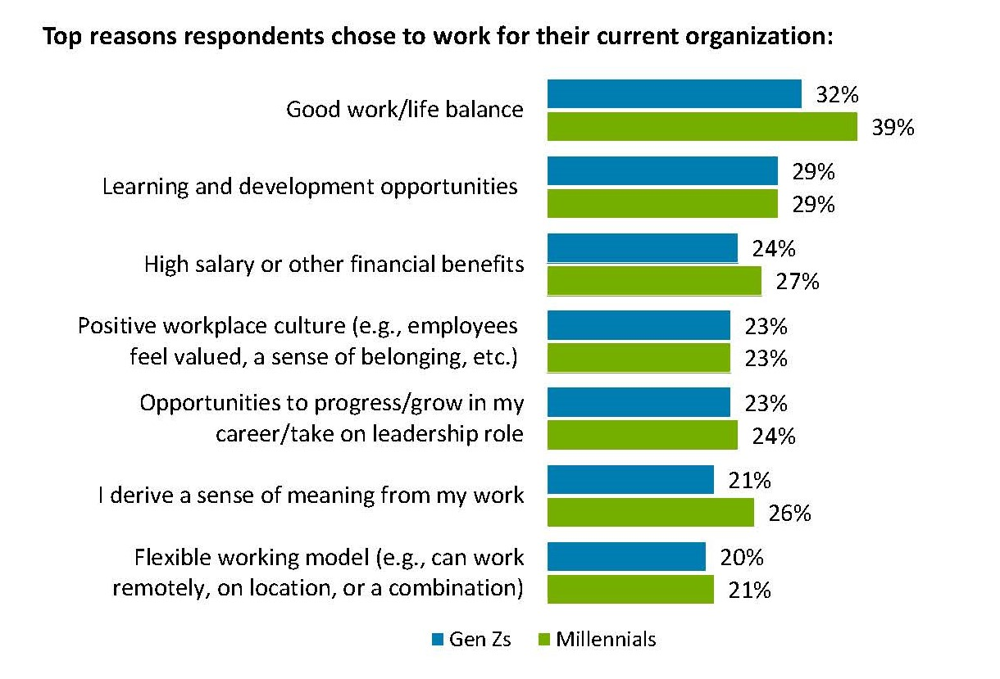 Top reasons respondents chose to work for their current organization:
Good work/life balance
32%
39%
Learning and development opportunities
29%
29%
High salary or other financial benefits
24%
27%
Positive workplace culture (e.g., employees
feel valued, a sense of belonging, etc.)
23%
23%
Opportunities to progress/grow in my
career/take on leadership role
23%
24%
I derive a sense of meaning from my work
21%
26%
Flexible working model (e.g., can work
remotely, on location, or a combination)
20%
21%
Gen Zs Millennials